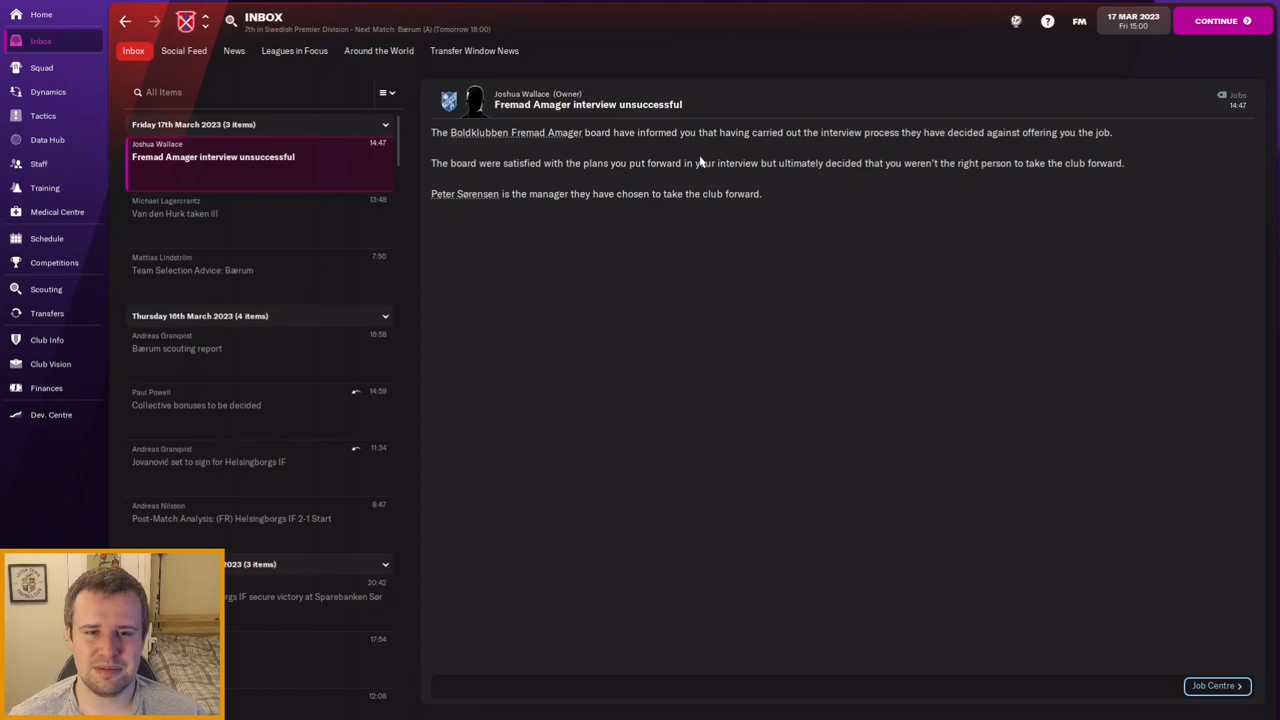 Home
Inbox
Squad
Dynamics
Tactics
Data Hub
Staff
Training
Medical Centre
Schedule
Competitions
Scouting
Transfers
Club Info
Club Vision
Finances
Dev. Centre
INBOX
7th in Swedish Premier Division - Next Match: Bærum (A) (Tomorrow 18:00)
FM
17 MAR 2023
Fri 15:00
CONTINUE
Inbox
Social Feed
News
Leagues in Focus
Around the World
Transfer Window News
All Items
Friday 17th March 2023 (3 items)
Joshua Wallace 14:47
Fremad Amager interview unsuccessful
Michael Lagercrantz 13:48
Van den Hurk taken ill
Mattias Lindström 7:50
Team Selection Advice: Bærum
Thursday 16th March 2023 (4 items)
Andreas Granqvist 16:58
Bærum scouting report
Paul Powell 14:59
Collective bonuses to be decided
Andreas Granqvist 11:34
Jovanović set to sign for Helsingborgs IF
Andreas Nilsson 8:47
Post-Match Analysis: (FR) Helsingborgs IF 2-1 Start
2023 (3 items)
20:42
rgs IF secure victory at Sparebanken Sør
17:54
12:08
Joshua Wallace (Owner)
Fremad Amager interview unsuccessful
Jobs
14:47
The Boldklubben Fremad Amager board have informed you that having carried out the interview process they have decided against offering you the job.
The board were satisfied with the plans you put forward in your interview but ultimately decided that you weren't the right person to take the club forward.
Peter Sørensen is the manager they have chosen to take the club forward.
Job Centre